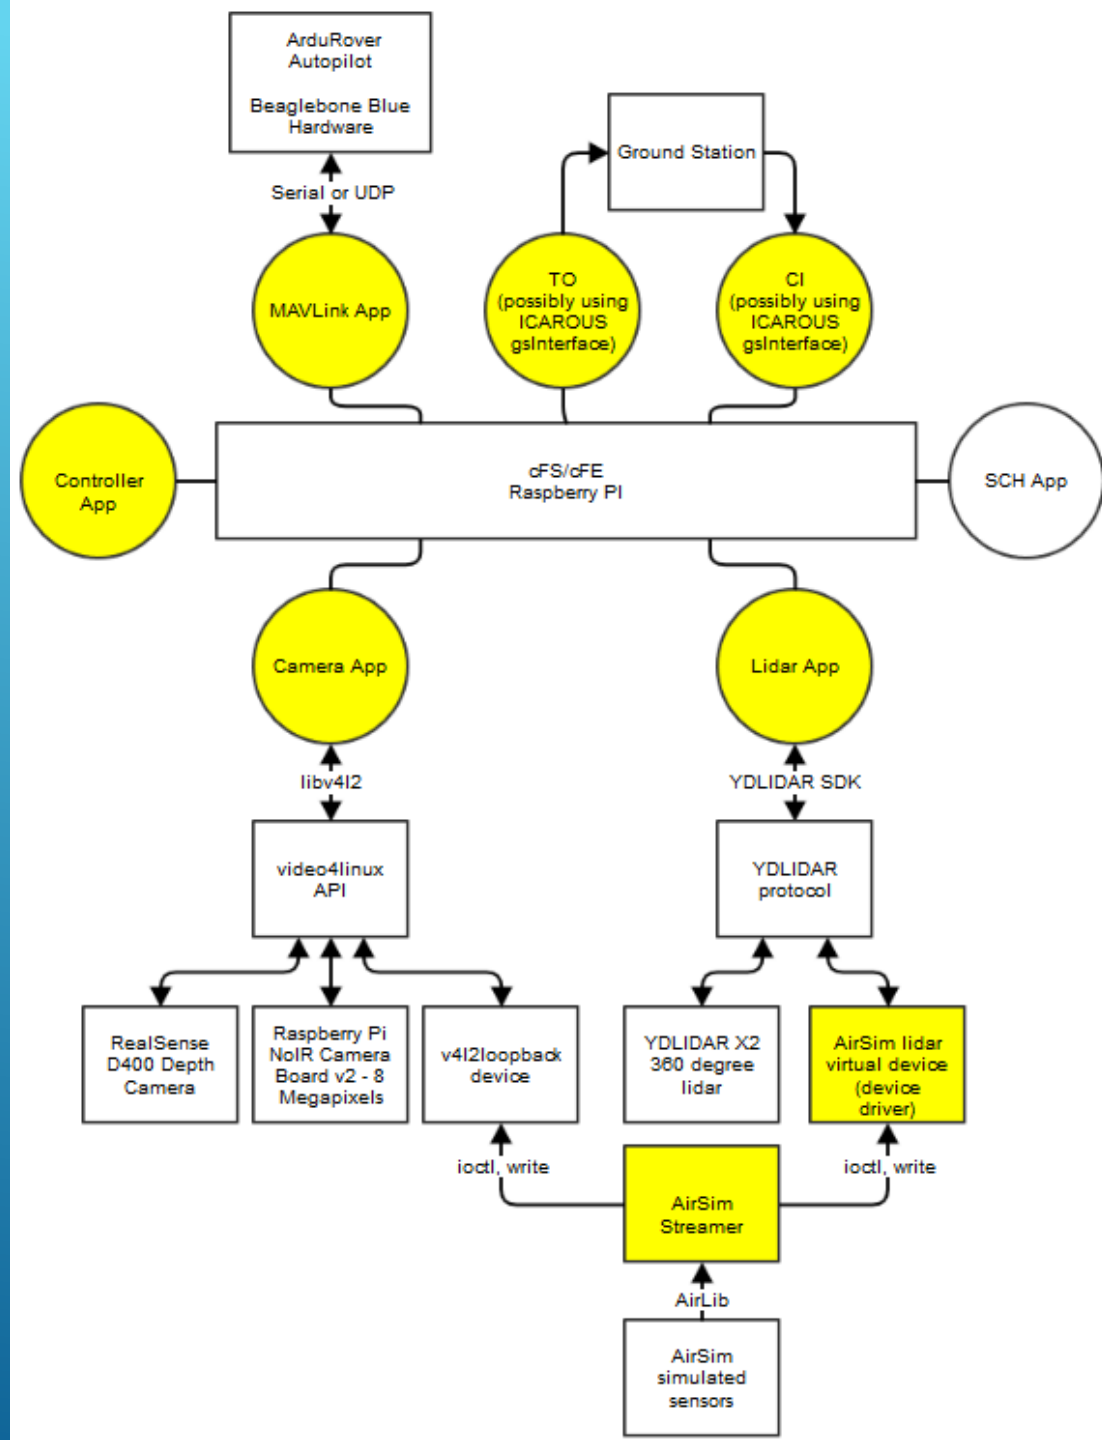 ArduRover
Autopilot
Beaglebone Blue
Hardware
Ground Station
Serial or UDP
MAVLink App
TO
(possibly using
ICAROUS
gsInterface)
CI
(possibly using
ICAROUS
gsInterface)
Controller
App
cFS/cFE
Raspberry PI
SCH App
Camera App
Lidar App
libv4l2
YDLIDAR SDK
video4linux
API
YDLIDAR
protocol
RealSense
D400 Depth
Camera
Raspberry Pi
NoIR Camera
Board v2 - 8
Megapixels
v4l2loopback
device
YDLIDAR X2
360 degree
lidar
AirSim lidar
virtual device
(device
driver)
ioctl, write
ioctl, write
AirSim
Streamer
AirLib
AirSim
simulated
sensors